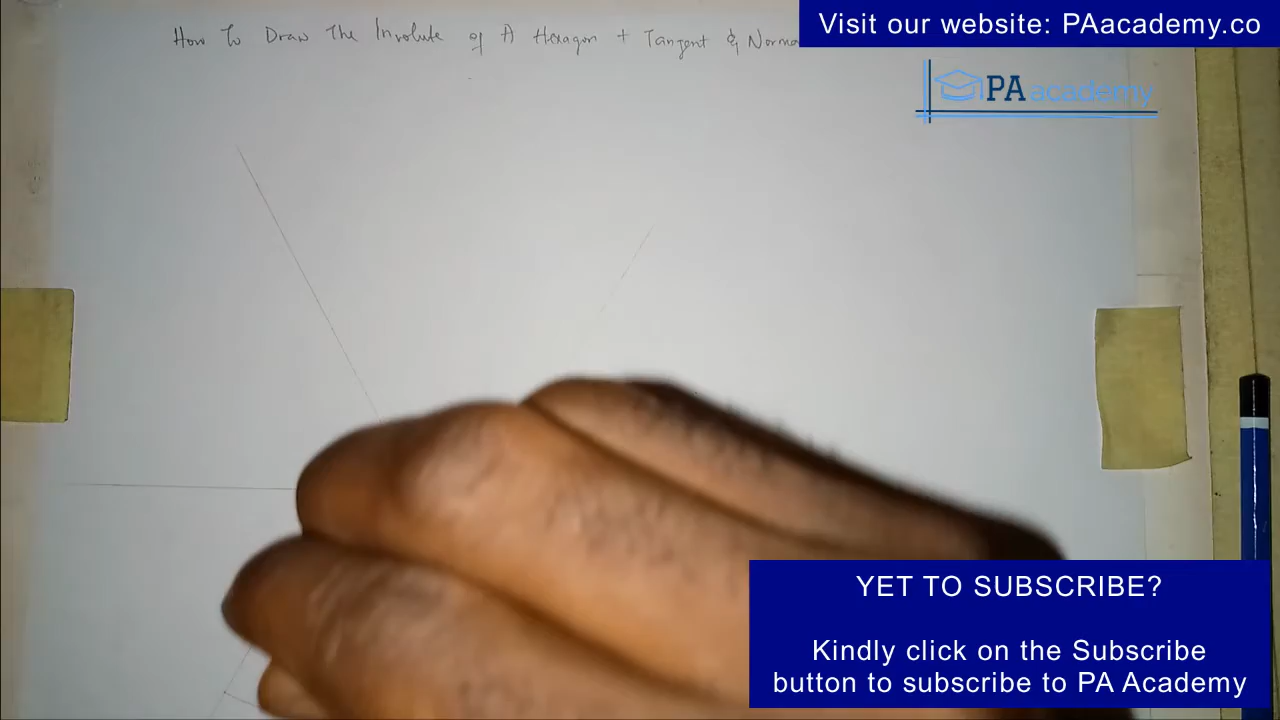 How To Draw The Involute of A Hexagon + Tangent & Norma
Visit our website: PAacademy.co
PA academy
YET TO SUBSCRIBE?
Kindly click on the Subscribe
button to subscribe to PA Academy